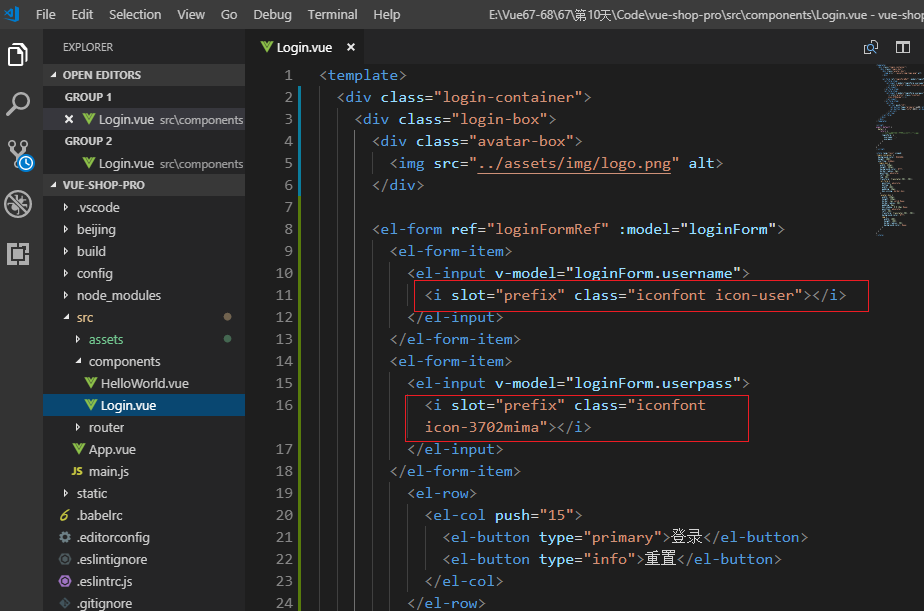 File Edit Selection View Go Debug Terminal Help E:\Vue67-68\67\第10天\Code\vue-shop-pro\src\components\Login.vue - vue-shop
EXPLORER
OPEN EDITORS
GROUP 1
Login.vue src\components
GROUP 2
Login.vue src\components
VUE-SHOP-PRO
.vscode
beijing
build
config
node_modules
src
assets
components
HelloWorld.vue
Login.vue
router
App.vue
JS main.js
static
.babelrc
.editorconfig
.eslintignore
.eslintrc.js
.gitignore
Login.vue
1 <template>
2 <div class="login-container">
3 <div class="login-box">
4 <div class="avatar-box">
5 <img src="../assets/img/logo.png" alt>
6 </div>
7
8 <el-form ref="loginFormRef" :model="loginForm">
9 <el-form-item>
10 <el-input v-model="loginForm.username">
11 <i slot="prefix" class="iconfont icon-user"></i>
12 </el-input>
13 </el-form-item>
14 <el-form-item>
15 <el-input v-model="loginForm.userpass">
16 <i slot="prefix" class="iconfont
icon-3702mima"></i>
17 </el-input>
18 </el-form-item>
19 <el-row>
20 <el-col push="15">
21 <el-button type="primary">登录</el-button>
22 <el-button type="info">重置</el-button>
23 </el-col>
24 </el-row>